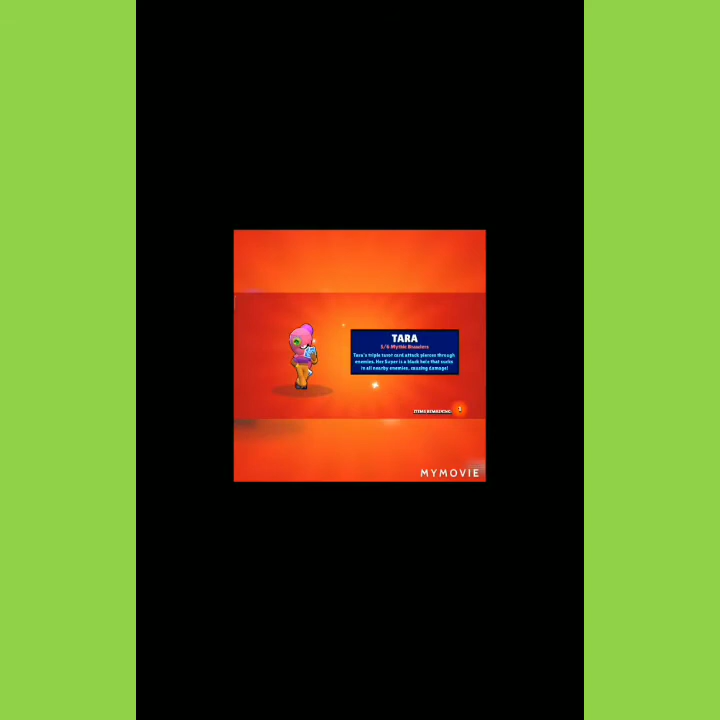 TARA
5/6 Mythic Brawlers
Tara's triple tarot card attack pierces through
enemies. Her Super is a black hole that sucks
in all nearby enemies, causing damage!
ITEMS REMAINING
MYMOVIE